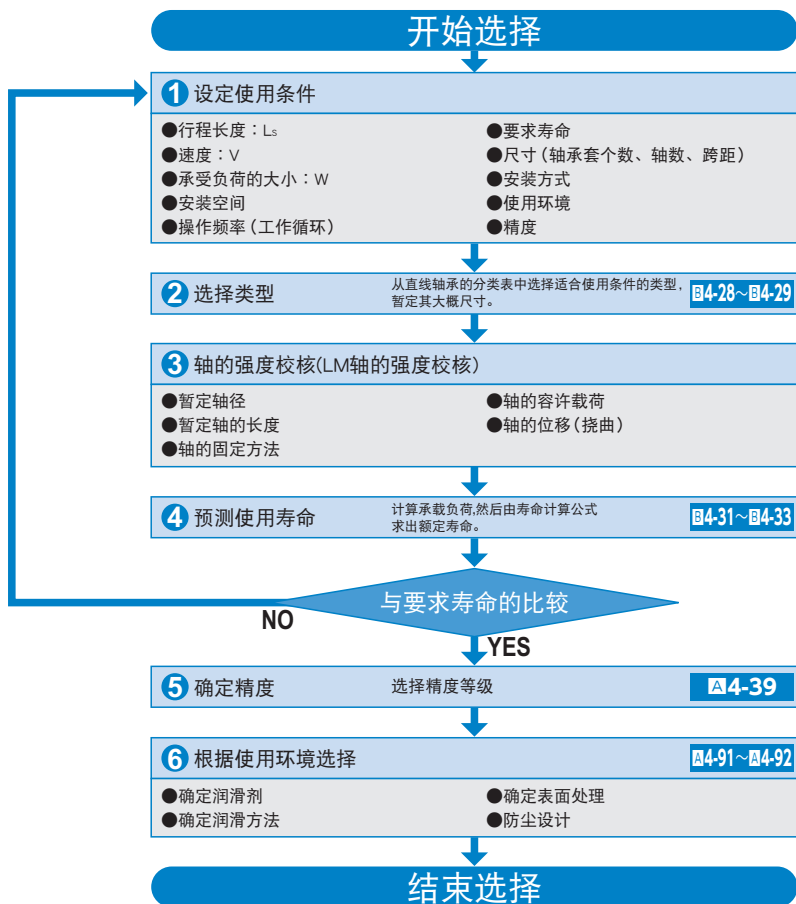 开始选择
1 设定使用条件
●行程长度：Ls
●要求寿命
●速度：V
●尺寸（轴承套个数、轴数、跨距）
●承受负荷的大小：W
●安装方式
●安装空间
●使用环境
●操作频率（工作循环）
●精度
2 选择类型
从直线轴承的分类表中选择适合使用条件的类型，
暂定其大概尺寸。
B4-28～B4-29
3 轴的强度校核(LM轴的强度校核）
●暂定轴径
●轴的容许载荷
●暂定轴的长度
●轴的位移（挠曲）
●轴的固定方法
4 预测使用寿命
计算承载负荷,然后由寿命计算公式
求出额定寿命。
B4-31～B4-33
与要求寿命的比较
NO
YES
5 确定精度
选择精度等级
A4-39
6 根据使用环境选择
A4-91～A4-92
●确定润滑剂
●确定表面处理
●确定润滑方法
●防尘设计
结束选择